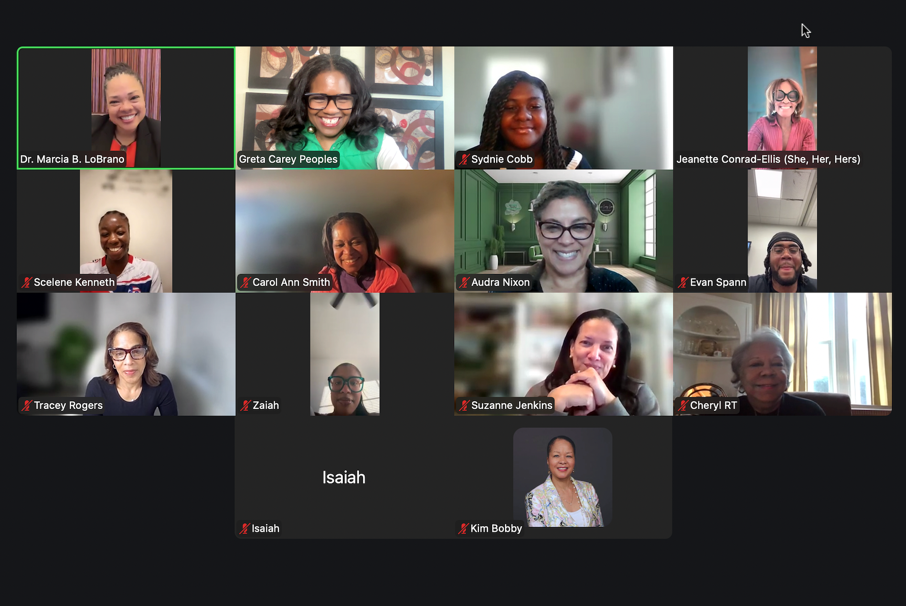 Dr. Marcia B. LoBrano
Greta Carey Peoples
Sydnie Cobb
Jeanette Conrad-Ellis (She, Her, Hers)
Scelene Kenneth
Carol Ann Smith
Audra Nixon
Evan Spann
Tracey Rogers
Zaiah
Suzanne Jenkins
Cheryl RT
Isaiah
Isaiah
Kim Bobby